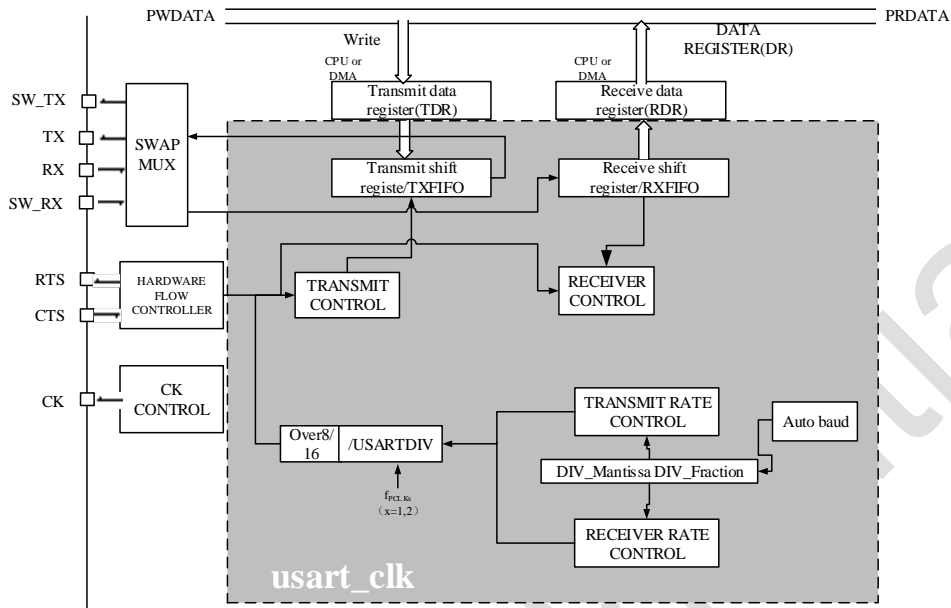 PWDATA
PRDATA
Write
DATA
REGISTER(DR)
CPU or
DMA
CPU or
DMA
Transmit data
register(TDR)
Receive data
register(RDR)
SW_TX
TX
RX
SW_RX
SWAP
MUX
Transmit shift
registe/TXFIFO
Receive shift
register/RXFIFO
RTS
CTS
HARDWARE
FLOW
CONTROLLER
TRANSMIT
CONTROL
RECEIVER
CONTROL
CK
CK
CONTROL
TRANSMIT RATE
CONTROL
Auto baud
Over8/
16
/USARTDIV
DIV_Mantissa DIV_Fraction
fPCLKx
(x=1,2)
RECEIVER RATE
CONTROL
usart_clk